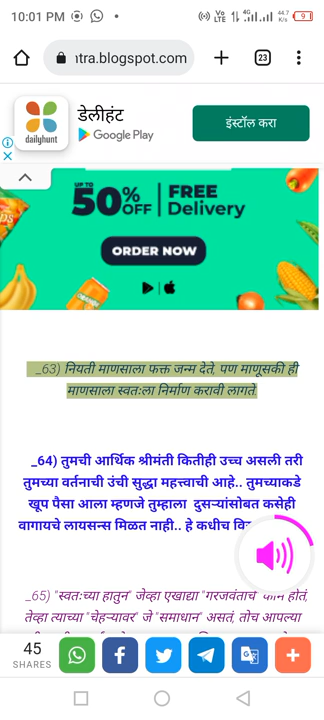 10:01 PM
Vo LTE 4G 44.7 K/s 9
ntra.blogspot.com
23
dailyhunt
डेलीहंट
Google Play
इंस्टॉल करा
UP TO 50% OFF | FREE Delivery
ORDER NOW
_63) नियती माणसाला फक्त जन्म देते, पण माणूसकी ही
माणसाला स्वतःला निर्माण करावी लागते.
_64) तुमची आर्थिक श्रीमंती कितीही उच्च असली तरी
तुमच्या वर्तनाची उंची सुद्धा महत्त्वाची आहे.. तुमच्याकडे
खूप पैसा आला म्हणजे तुम्हाला दुसऱ्यांसोबत कसेही
वागायचे लायसन्स मिळत नाही.. हे कधीच
_65) "स्वतःच्या हातुन" जेव्हा एखाद्या "गरजवंताचे" काम होतं,
तेव्हा त्याच्या "चेहऱ्यावर" जे "समाधान" असतं, तोच आपल्या
45
SHARES